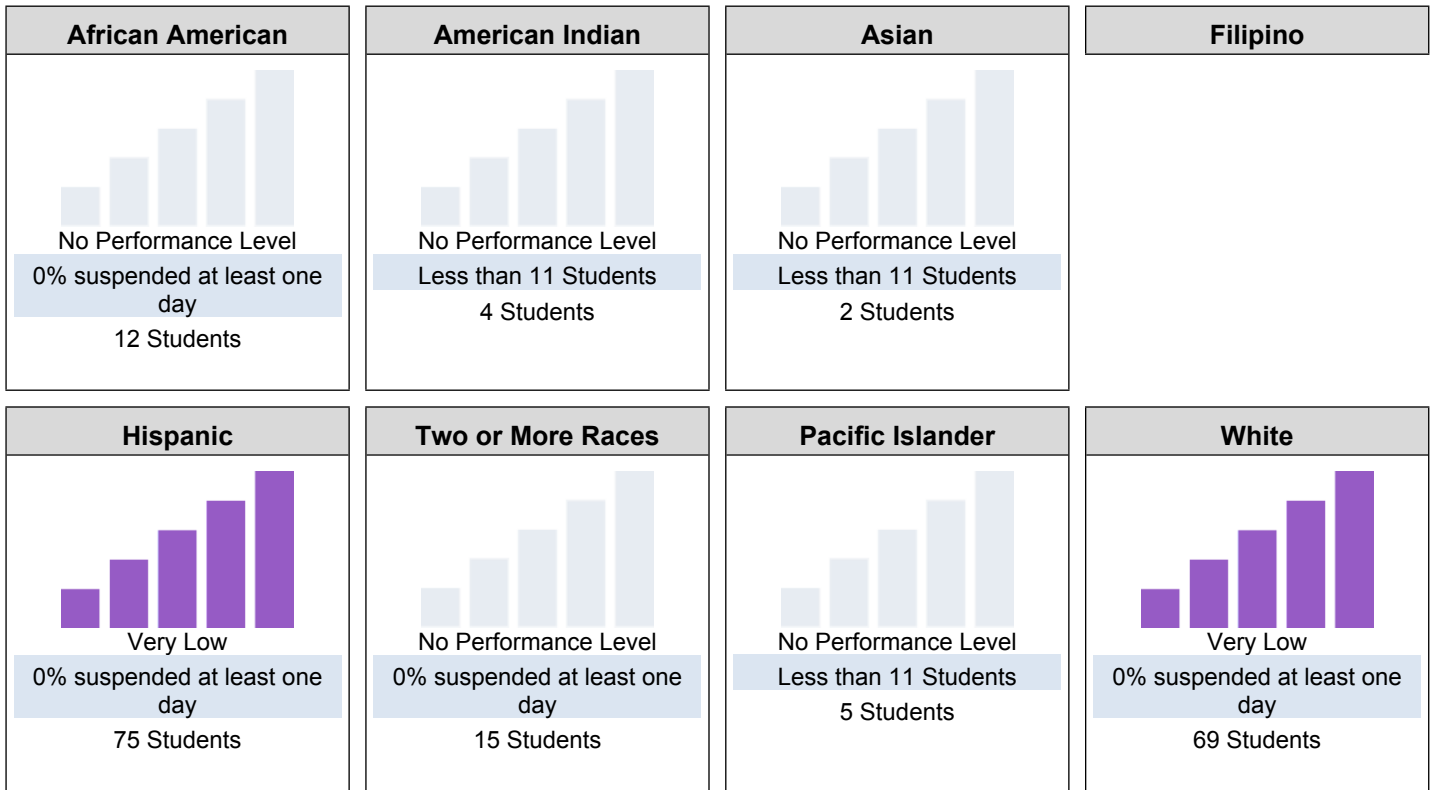 African American
No Performance Level
0% suspended at least one
day
12 Students
American Indian
No Performance Level
Less than 11 Students
4 Students
Asian
No Performance Level
Less than 11 Students
2 Students
Filipino
Hispanic
Very Low
0% suspended at least one
day
75 Students
Two or More Races
No Performance Level
0% suspended at least one
day
15 Students
Pacific Islander
No Performance Level
Less than 11 Students
5 Students
White
Very Low
0% suspended at least one
day
69 Students